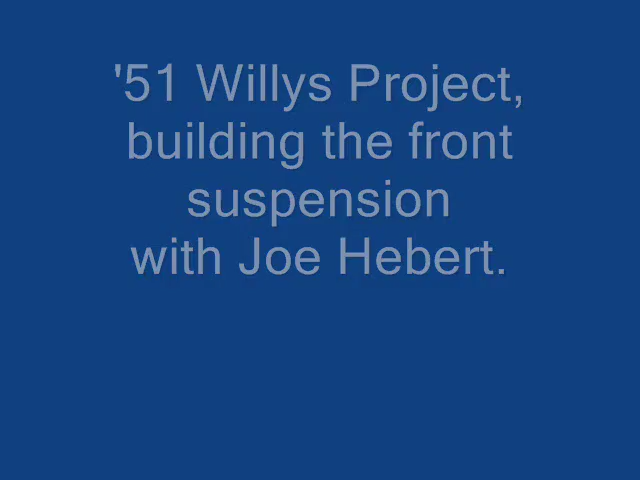 '51 Willys Project,
building the front
suspension
with Joe Hebert.